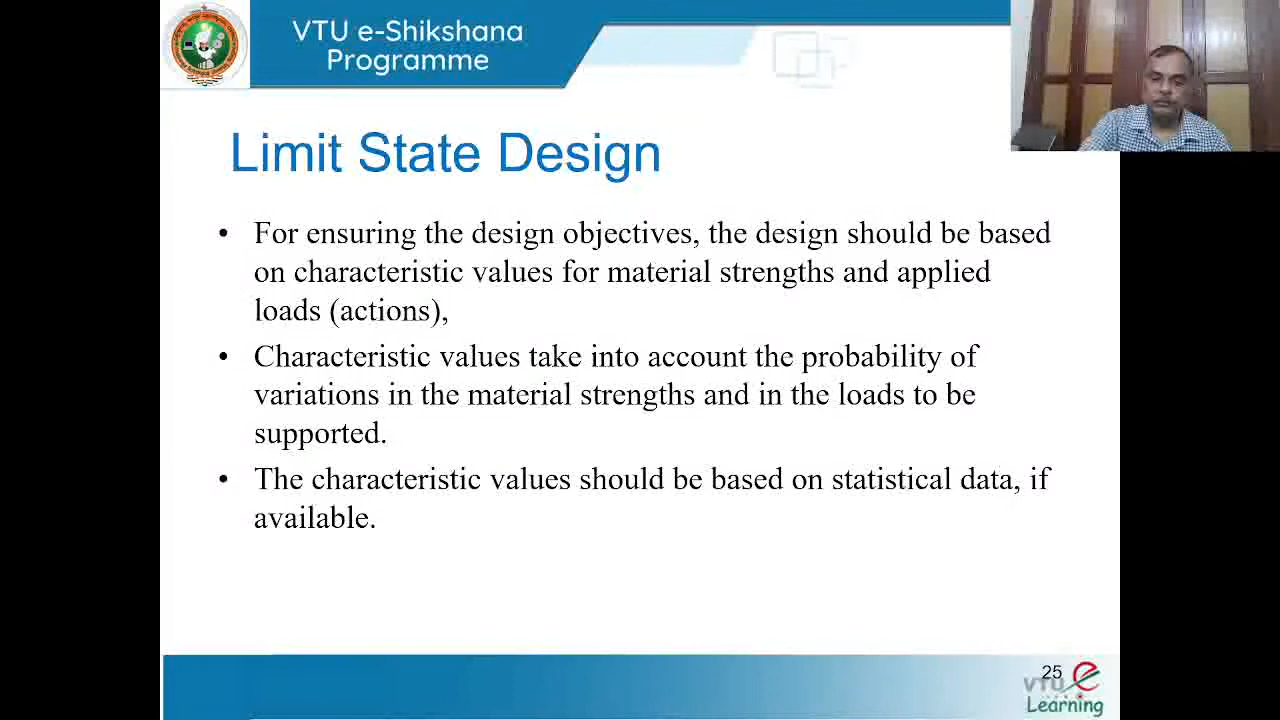 VTU e-Shikshana
Programme
Limit State Design
• For ensuring the design objectives, the design should be based
on characteristic values for material strengths and applied
loads (actions),
• Characteristic values take into account the probability of
variations in the material strengths and in the loads to be
supported.
• The characteristic values should be based on statistical data, if
available.
25
VTU e
Learning